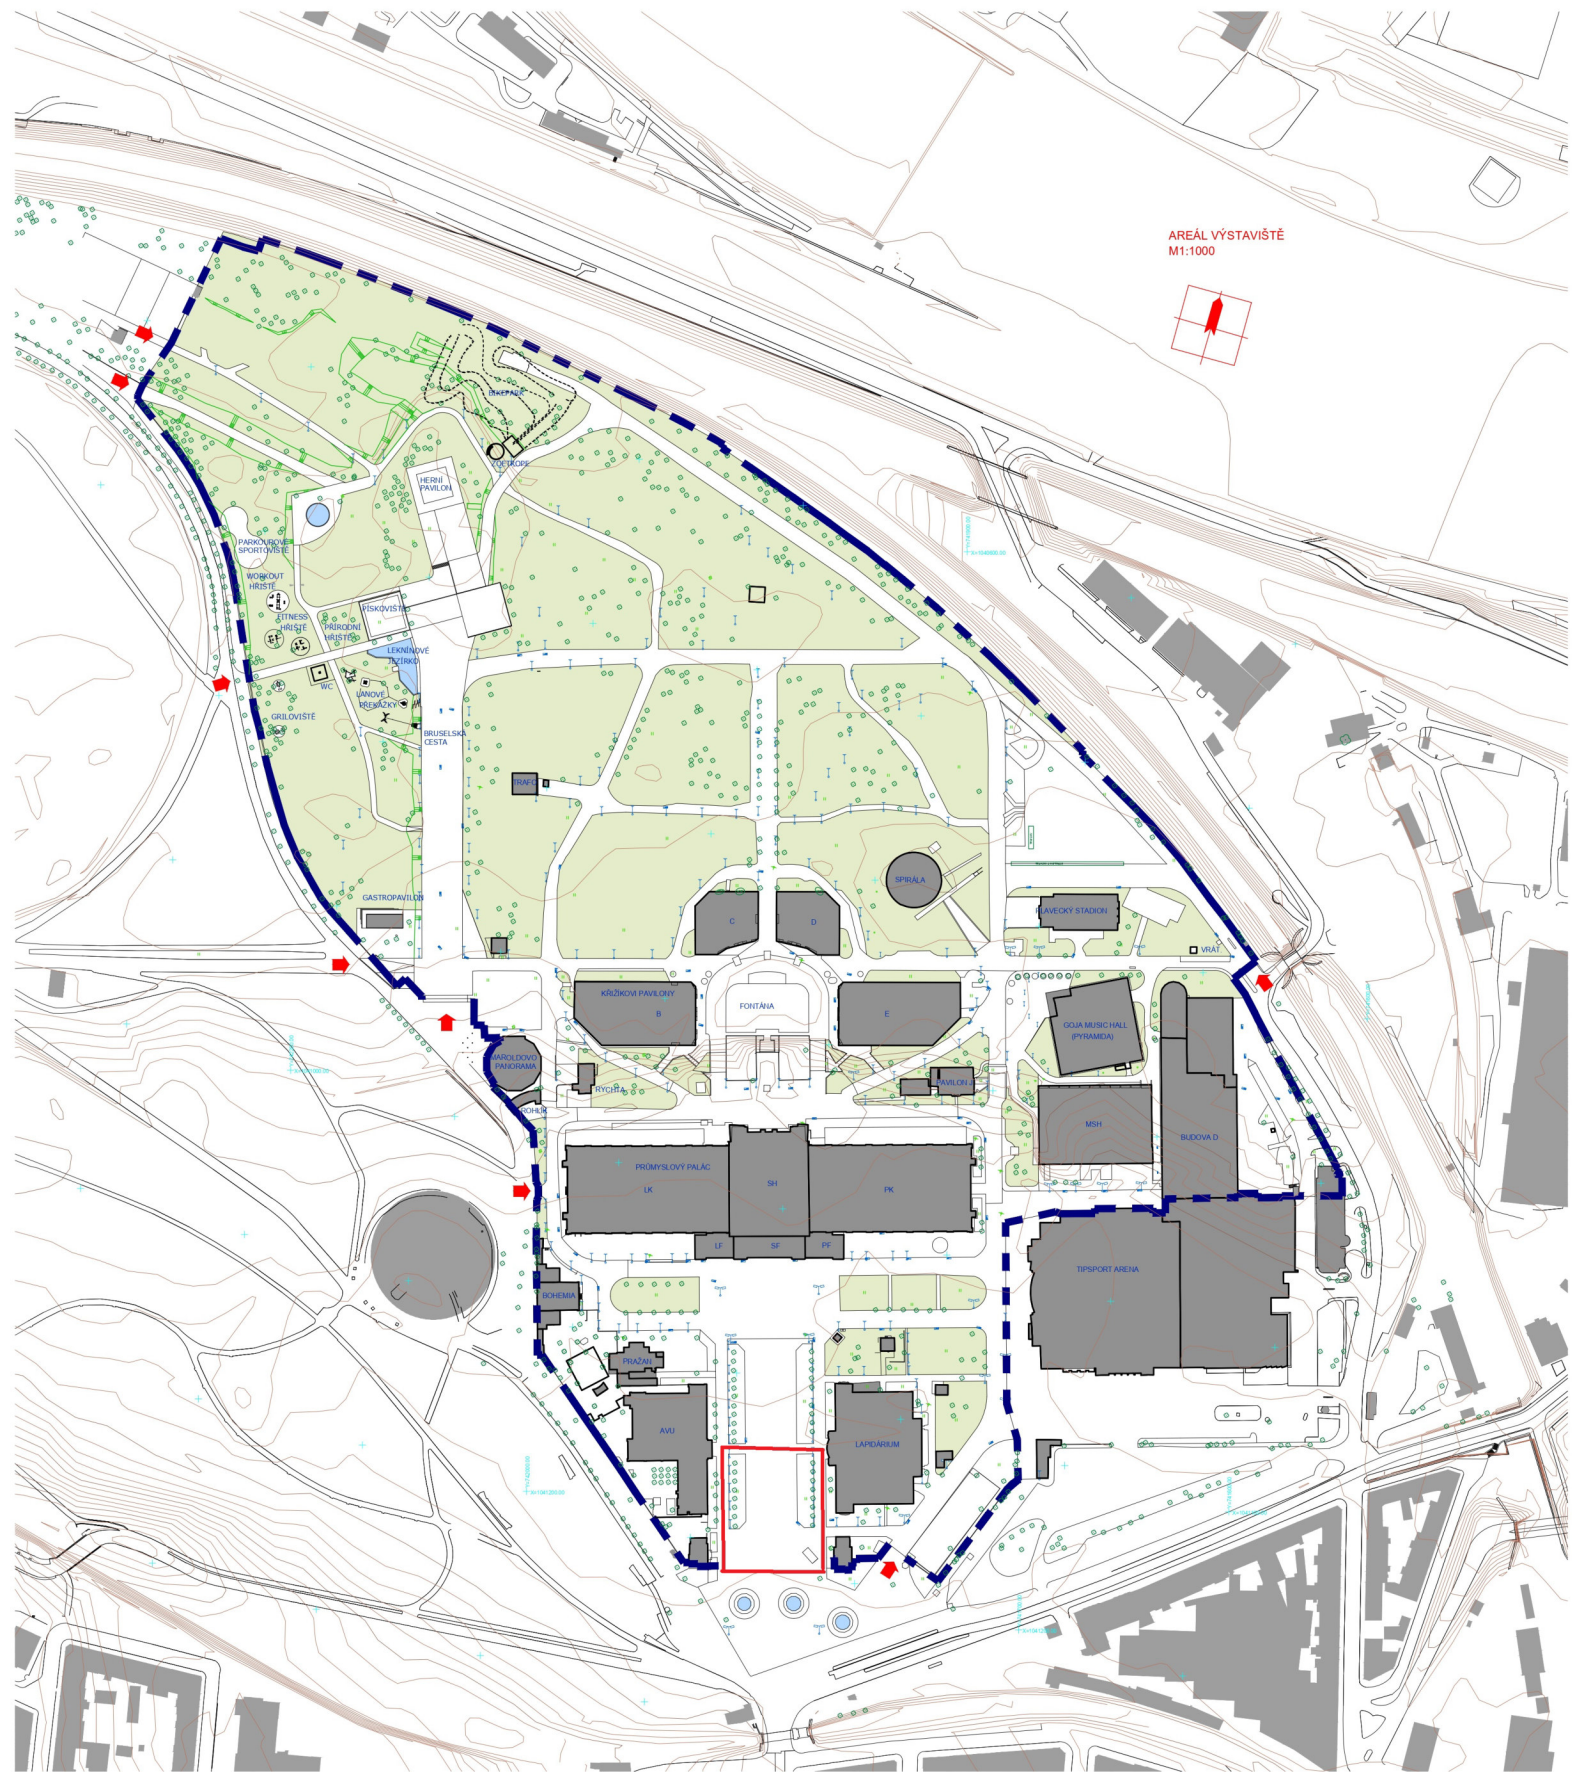 AREÁL VÝSTAVIŠTĚ
M1:1000
BIKEPARK
ZOETROPE
HERNÍ
PAVILON
PARKOUROVÉ
SPORTOVIŠTĚ
WORKOUT
HŘIŠTĚ
FITNESS
HŘIŠTĚ
PÍSKOVIŠTĚ
PŘÍRODNÍ
HŘIŠTĚ
LEKNÍNOVÉ
JEZÍRKO
WC
LANOVÉ
PŘEKÁŽKY
GRILOVIŠTĚ
BRUSELSKÁ
CESTA
TRAFO
GASTROPAVILON
SPIRÁLA
C
D
PLAVECKÝ STADION
VRÁT
KŘIŽÍKOVI PAVILONY
B
FONTÁNA
E
GOJA MUSIC HALL
(PYRAMIDA)
MAROLDOVO
PANORAMA
RYCHTA
PAVILON J
ROHLÍK
MSH
BUDOVA D
PRŮMYSLOVÝ PALÁC
LK
SH
PK
LF
SF
PF
TIPSPORT ARENA
BOHEMIA
PRAŽAN
AVU
LAPIDÁRIUM